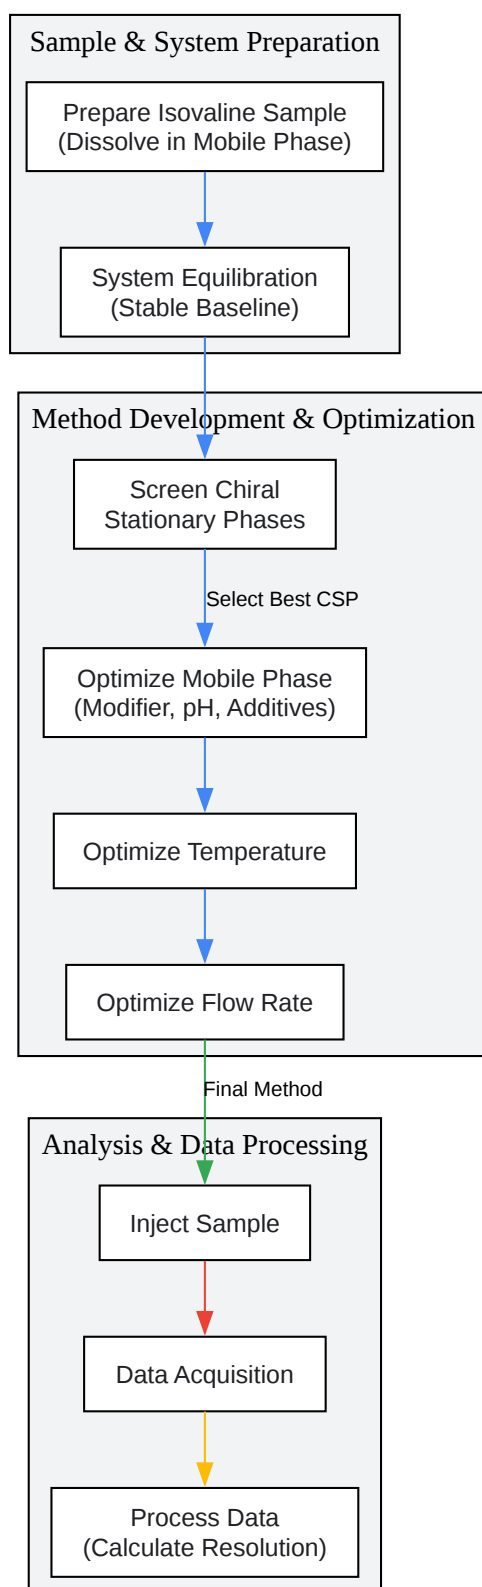 Sample & System Preparation
Prepare Isovaline Sample
(Dissolve in Mobile Phase)
System Equilibration
(Stable Baseline)
Method Development & Optimization
Screen Chiral
Stationary Phases
Select Best CSP
Optimize Mobile Phase
(Modifier, pH, Additives)
Optimize Temperature
Optimize Flow Rate
Final Method
Analysis & Data Processing
Inject Sample
Data Acquisition
Process Data
(Calculate Resolution)